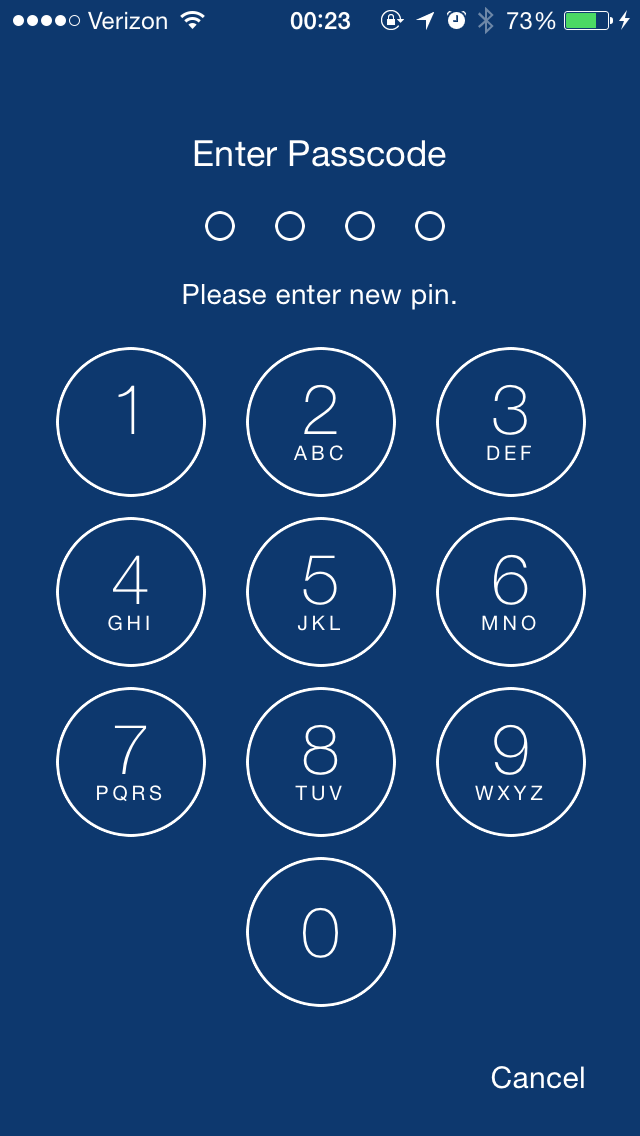 Verizon 00:23 73%
Enter Passcode
Please enter new pin.
1 2 3
ABC DEF
4 5 6
GHI JKL MNO
7 8 9
PQRS TUV WXYZ
0
Cancel